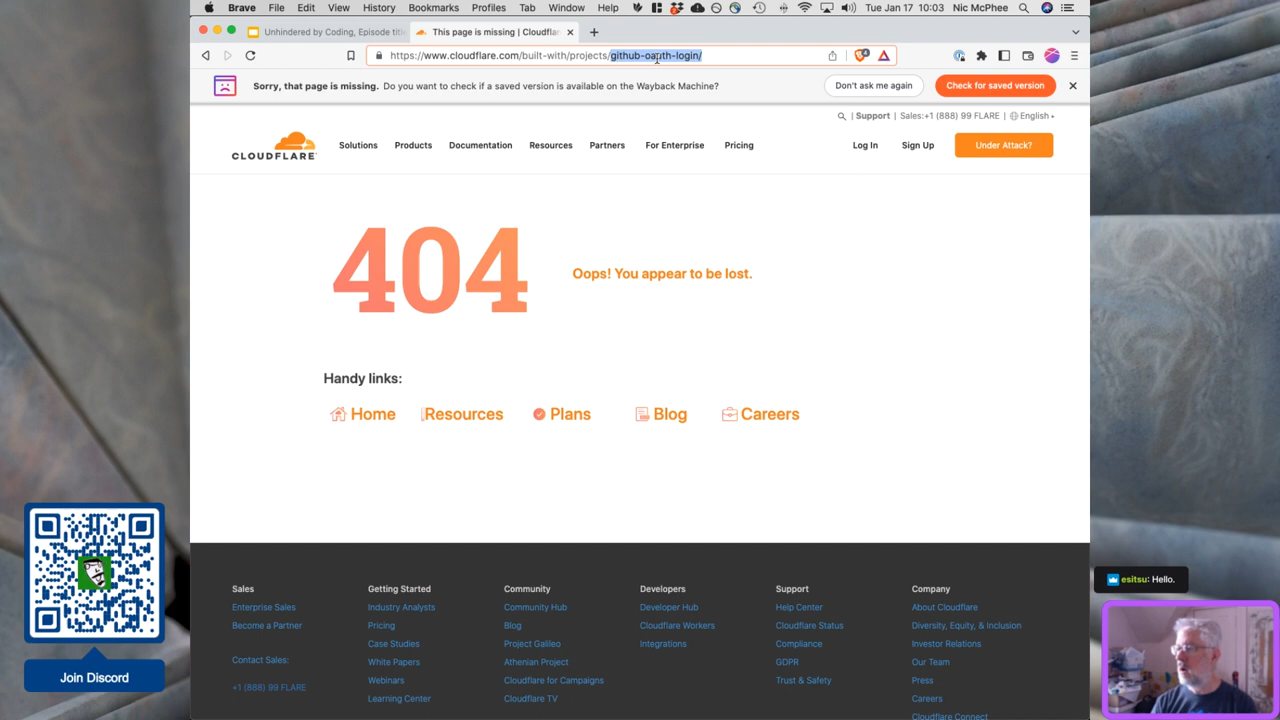 Brave File Edit View History Bookmarks Profiles Tab Window Help Tue Jan 17 10:03 Nic McPhee
Unhindered by Coding, Episode titl
This page is missing | Cloudflar
https://www.cloudflare.com/built-with/projects/github-oauth-login/
Sorry, that page is missing. Do you want to check if a saved version is available on the Wayback Machine?
Don't ask me again
Check for saved version
Support | Sales:+1 (888) 99 FLARE | English
CLOUDFLARE
Solutions Products Documentation Resources Partners For Enterprise Pricing Log In Sign Up Under Attack?
404
Oops! You appear to be lost.
Handy links:
Home Resources Plans Blog Careers
Sales
Enterprise Sales
Become a Partner
Contact Sales:
+1 (888) 99 FLARE
Getting Started
Industry Analysts
Pricing
Case Studies
White Papers
Webinars
Learning Center
Community
Community Hub
Blog
Project Galileo
Athenian Project
Cloudflare for Campaigns
Cloudflare TV
Developers
Developer Hub
Cloudflare Workers
Integrations
Support
Help Center
Cloudflare Status
Compliance
GDPR
Trust & Safety
Company
About Cloudflare
Diversity, Equity, & Inclusion
Investor Relations
Our Team
Press
Careers
Cloudflare Connect
Join Discord
esitsu: Hello.